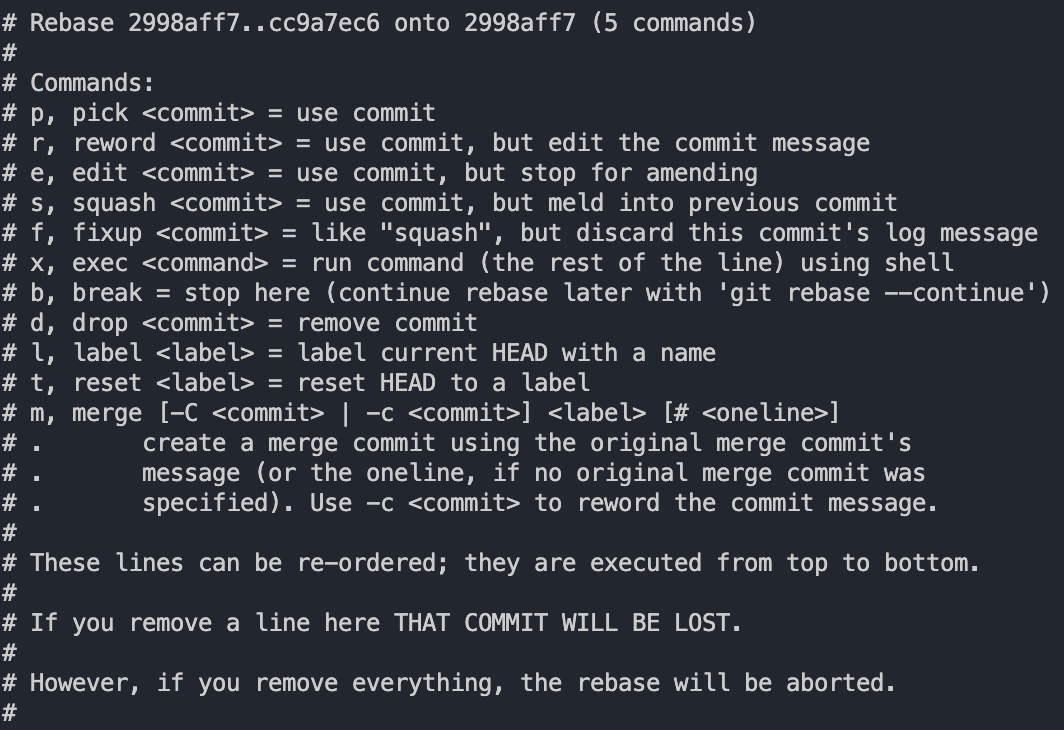 # Rebase 2998aff7..cc9a7ec6 onto 2998aff7 (5 commands)
#
# Commands:
# p, pick <commit> = use commit
# r, reword <commit> = use commit, but edit the commit message
# e, edit <commit> = use commit, but stop for amending
# s, squash <commit> = use commit, but meld into previous commit
# f, fixup <commit> = like "squash", but discard this commit's log message
# x, exec <command> = run command (the rest of the line) using shell
# b, break = stop here (continue rebase later with 'git rebase --continue')
# d, drop <commit> = remove commit
# l, label <label> = label current HEAD with a name
# t, reset <label> = reset HEAD to a label
# m, merge [-C <commit> | -c <commit>] <label> [# <oneline>]
# .       create a merge commit using the original merge commit's
# .       message (or the oneline, if no original merge commit was
# .       specified). Use -c <commit> to reword the commit message.
#
# These lines can be re-ordered; they are executed from top to bottom.
#
# If you remove a line here THAT COMMIT WILL BE LOST.
#
# However, if you remove everything, the rebase will be aborted.
#